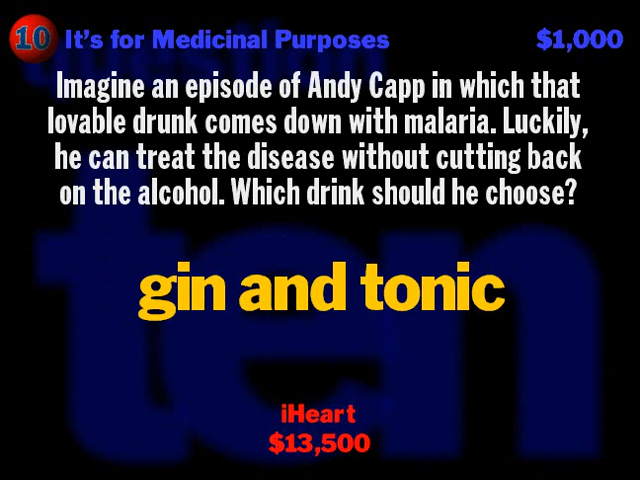 10 It's for Medicinal Purposes $1,000
question
Imagine an episode of Andy Capp in which that
lovable drunk comes down with malaria. Luckily,
he can treat the disease without cutting back
on the alcohol. Which drink should he choose?
ten
gin and tonic
iHeart
$13,500